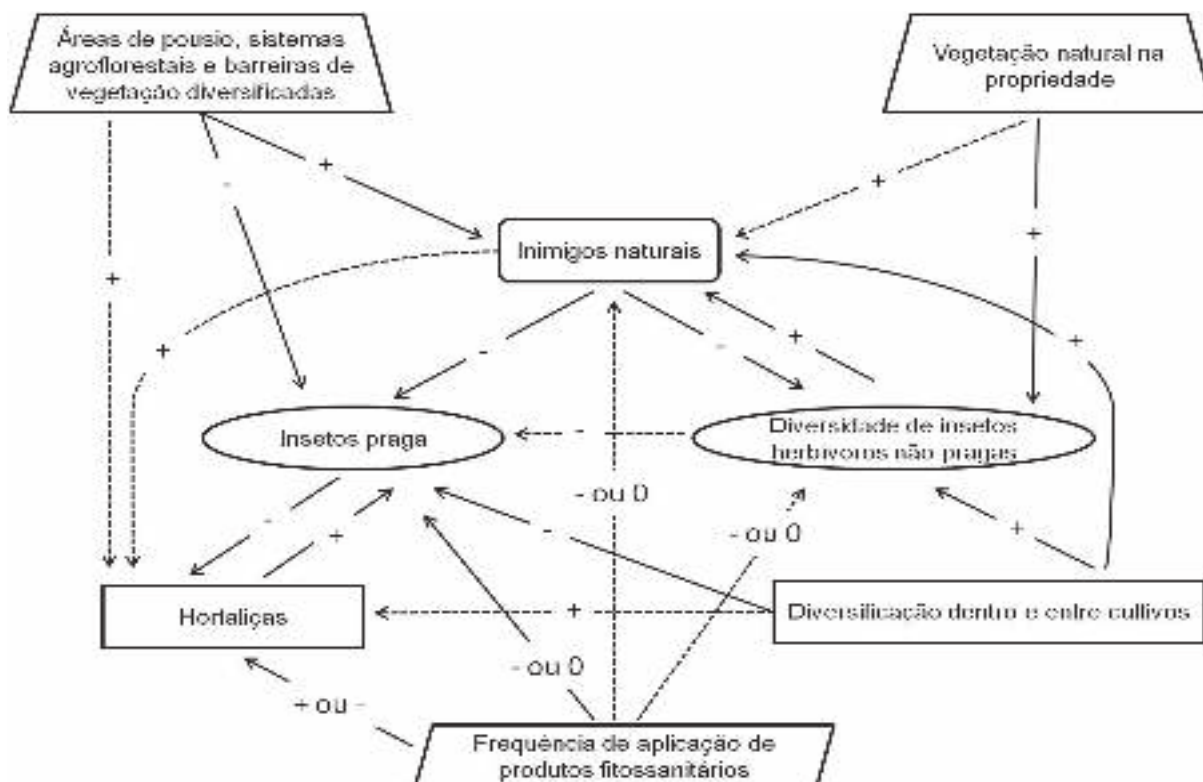 Áreas de pousio, sistemas
agroflorestais e barreiras de
vegetação diversificadas
Vegetação natural na
propriedade
+
-
+
+
+
Inimigos naturais
+
+
-
-
+
+
Insetos praga
-
Diversidade de insetos
herbívoros não pragas
- ou 0
- ou 0
-
+
-
+
Hortaliças
+
Diversificação dentro e entre cultivos
- ou 0
+ ou -
Frequência de aplicação de
produtos fitossanitários